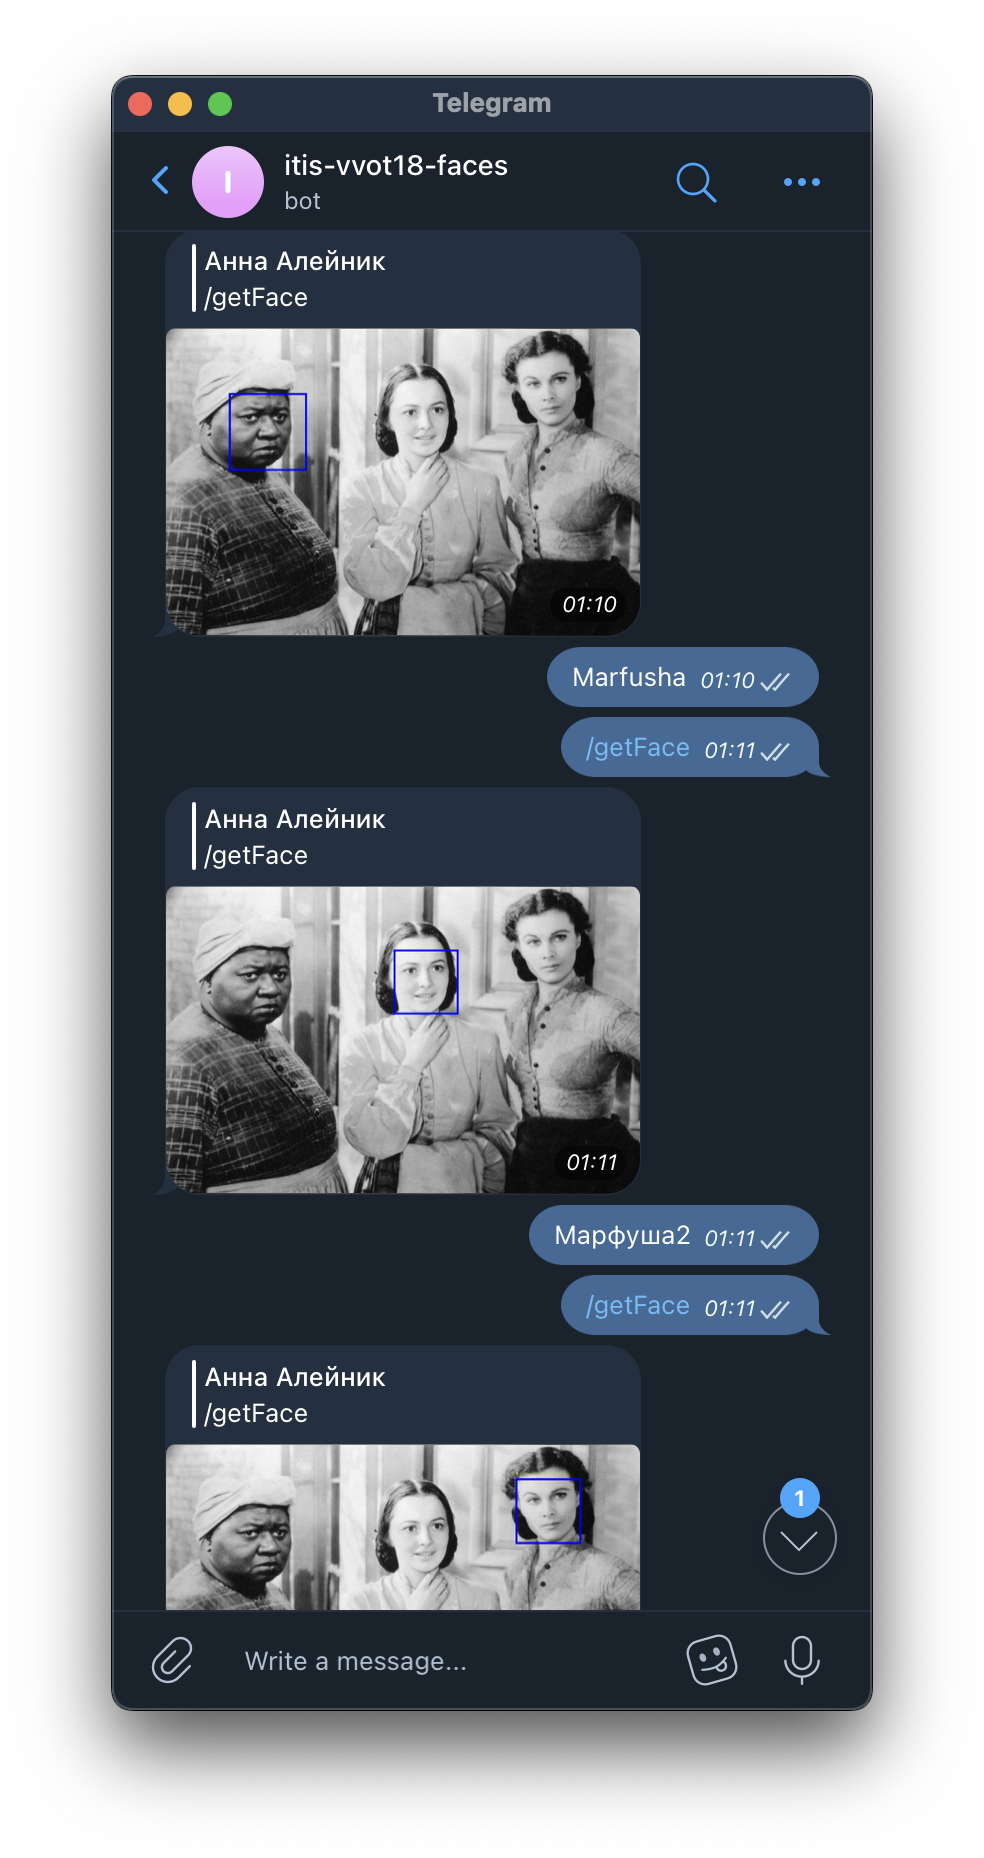 Telegram
I
itis-vvot18-faces
bot
Анна Алейник
/getFace
01:10
Marfusha 01:10
/getFace 01:11
Анна Алейник
/getFace
01:11
Марфуша2 01:11
/getFace 01:11
Анна Алейник
/getFace
1
Write a message...